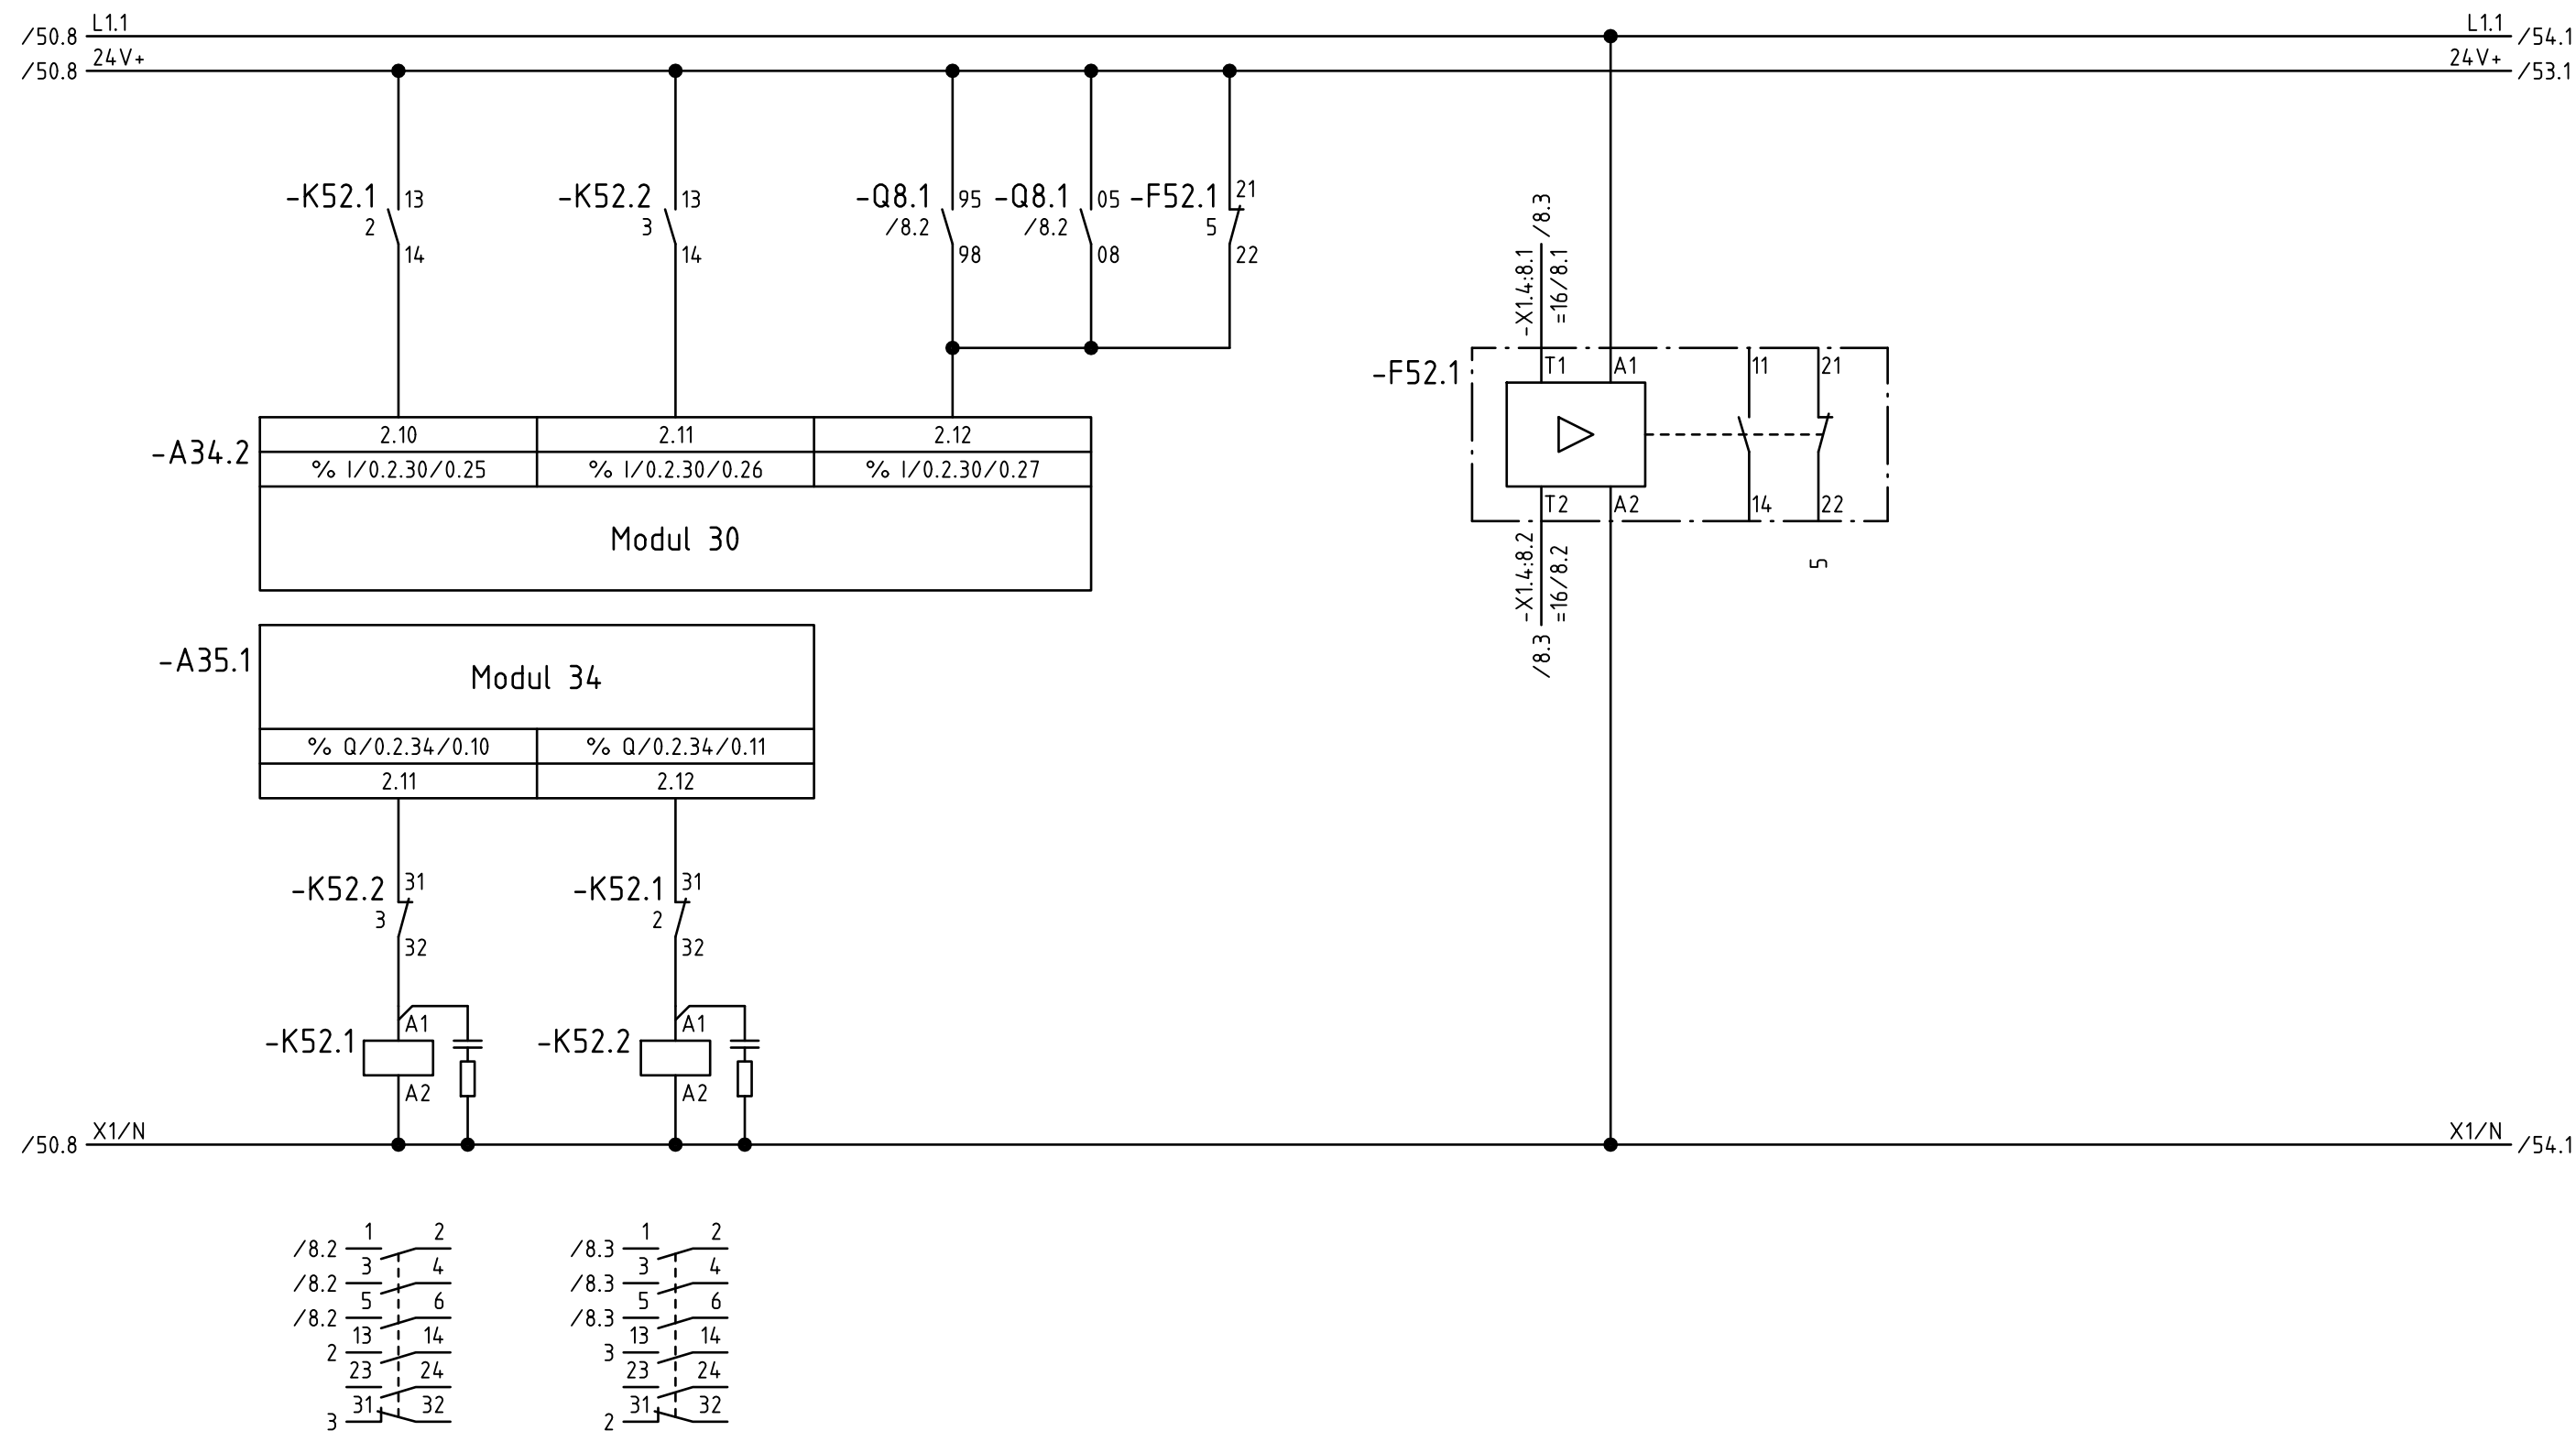 /50.8 L1.1 L1.1 /54.1
/50.8 24V+ 24V+ /53.1
-K52.1 13
2
14
-K52.2 13
3
14
-Q8.1 95
/8.2
98
-Q8.1 05
/8.2
08
-F52.1 21
5
22
/8.3
-X1.4:8.1
=16/8.1
-F52.1
T1 A1 11 21
T2 A2 14 22
-X1.4:8.2
=16/8.2
/8.3
5
-A34.2
2.10 2.11 2.12
% I/0.2.30/0.25 % I/0.2.30/0.26 % I/0.2.30/0.27
Modul 30
-A35.1
Modul 34
% Q/0.2.34/0.10 % Q/0.2.34/0.11
2.11 2.12
-K52.2 31
3
32
-K52.1 31
2
32
-K52.1 A1
A2
-K52.2 A1
A2
/50.8 X1/N X1/N /54.1
1 2
/8.2
3 4
/8.2
5 6
/8.2
13 14
2
23 24
31 32
3
1 2
/8.3
3 4
/8.3
5 6
/8.3
13 14
3
23 24
31 32
2